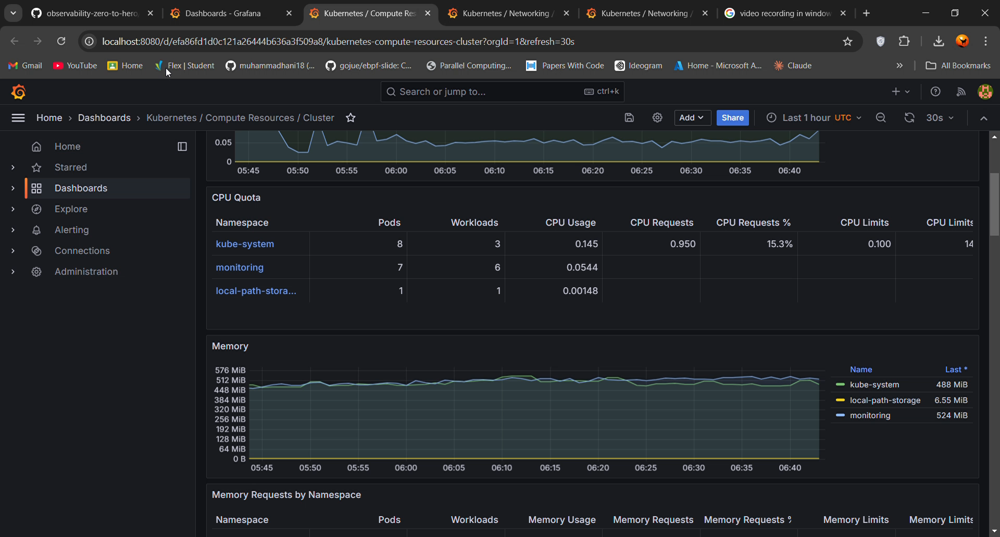 observability-zero-to-hero
Dashboards - Grafana
Kubernetes / Compute Res
Kubernetes / Networking /
Kubernetes / Networking /
video recording in window
localhost:8080/d/efa86fd1d0c121a26444b636a3f509a8/kubernetes-compute-resources-cluster?orgId=1&refresh=30s
Gmail YouTube Home Flex | Student muhammadhani18 (... gojue/ebpf-slide: C... Parallel Computing... Papers With Code Ideogram Home - Microsoft A... Claude All Bookmarks
Search or jump to... ctrl+k
Home › Dashboards › Kubernetes / Compute Resources / Cluster
Add Share Last 1 hour UTC 30s
Home
Starred
Dashboards
Explore
Alerting
Connections
Administration
0.05
0
05:45 05:50 05:55 06:00 06:05 06:10 06:15 06:20 06:25 06:30 06:35 06:40
CPU Quota
Namespace Pods Workloads CPU Usage CPU Requests CPU Requests % CPU Limits CPU Limits
kube-system 8 3 0.145 0.950 15.3% 0.100 14
monitoring 7 6 0.0544
local-path-stora... 1 1 0.00148
Memory
576 MiB
512 MiB
448 MiB
384 MiB
320 MiB
256 MiB
192 MiB
128 MiB
64 MiB
0 B
05:45 05:50 05:55 06:00 06:05 06:10 06:15 06:20 06:25 06:30 06:35 06:40
Name Last *
kube-system 488 MiB
local-path-storage 6.55 MiB
monitoring 524 MiB
Memory Requests by Namespace
Namespace Pods Workloads Memory Usage Memory Requests Memory Requests % Memory Limits Memory Limits